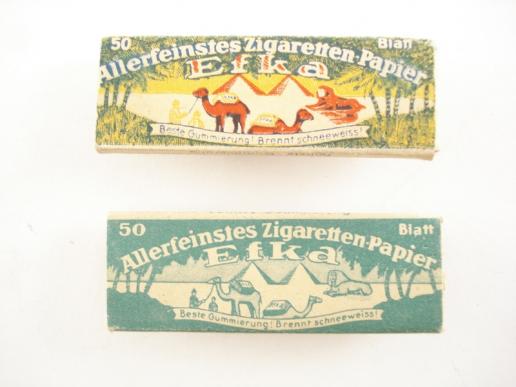 50 Blatt
Allerfeinstes Zigaretten-Papier
Efka
Beste Gummierung! Brennt schneeweiss!
50 Blatt
Allerfeinstes Zigaretten-Papier
Efka
Beste Gummierung! Brennt schneeweiss!